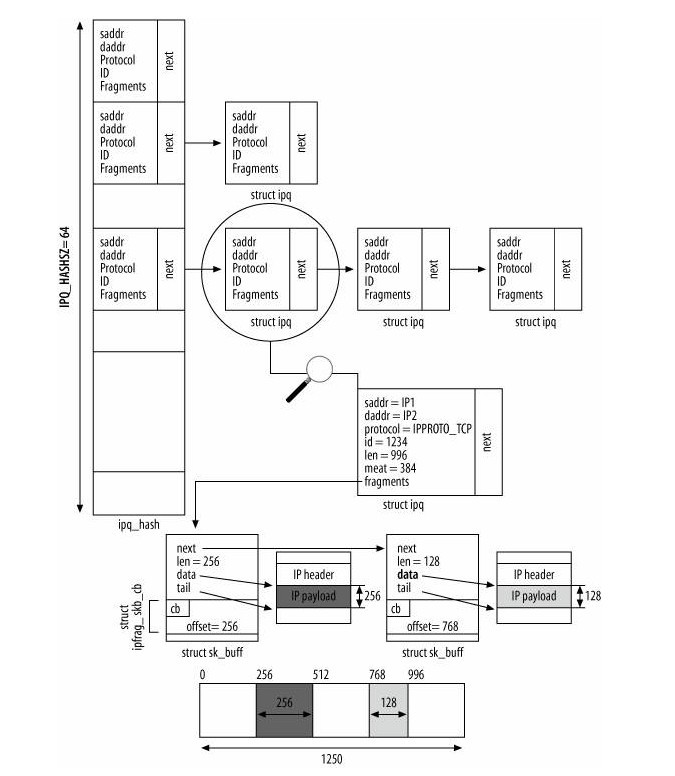 saddr
daddr
Protocol
ID
Fragments
next
saddr
daddr
Protocol
ID
Fragments
next
saddr
daddr
Protocol
ID
Fragments
next
struct ipq
IPQ_HASHSZ= 64
saddr
daddr
Protocol
ID
Fragments
next
saddr
daddr
Protocol
ID
Fragments
next
struct ipq
saddr
daddr
Protocol
ID
Fragments
next
struct ipq
saddr
daddr
Protocol
ID
Fragments
next
struct ipq
saddr = IP1
daddr = IP2
protocol = IPPROTO_TCP
id = 1234
len = 996
meat = 384
fragments
next
struct ipq
ipq_hash
next
len = 256
data
tail
cb
offset= 256
struct sk_buff
struct
ipfrag_skb_cb
IP header
IP payload
256
next
len = 128
data
tail
cb
offset= 768
struct sk_buff
IP header
IP payload
128
0 256 512 768 996
256 128
1250